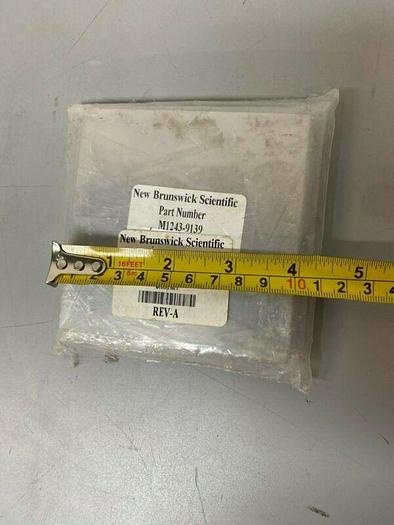 New Brunswick Scientific
Part Number
M1243-9139
New Brunswick Scientific
1 16FEET 2 3 4 5
5m 3 4 5 6 7 8 9 10 1 2 3 4
REV-A